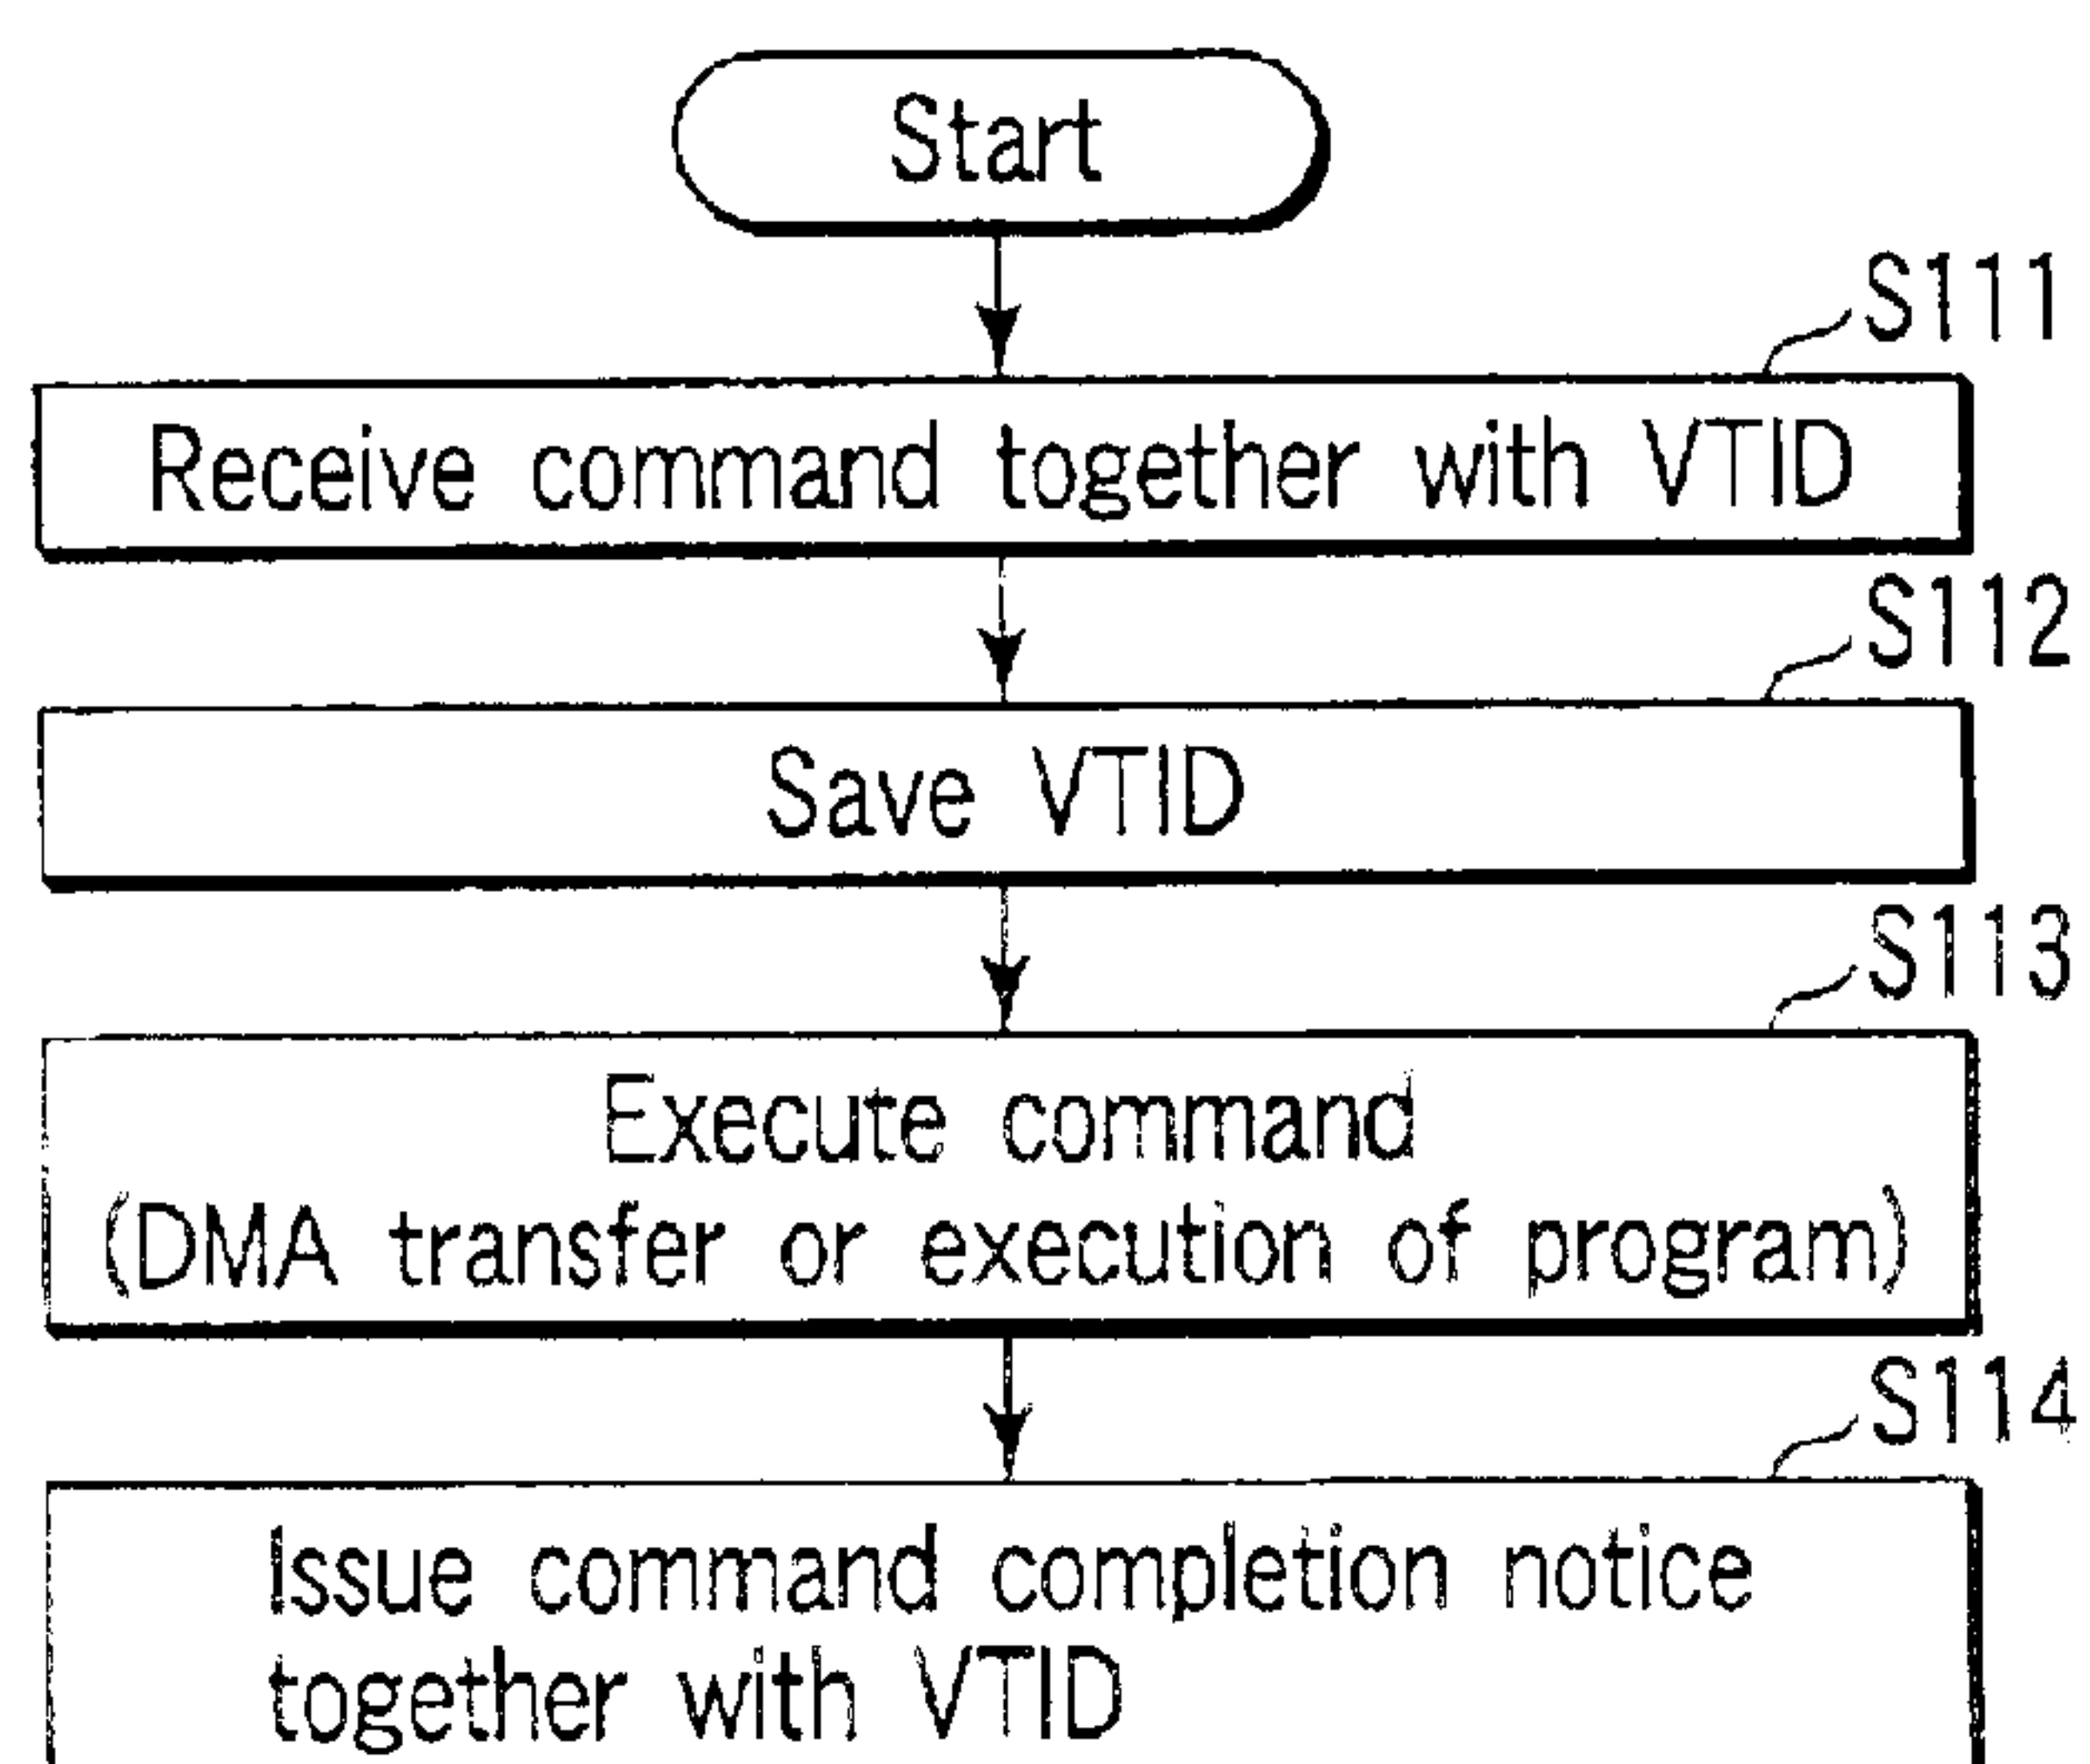 Start
S111
Receive command together with VTID
S112
Save VTID
S113
Execute command
(DMA transfer or execution of program)
S114
Issue command completion notice
together with VTID